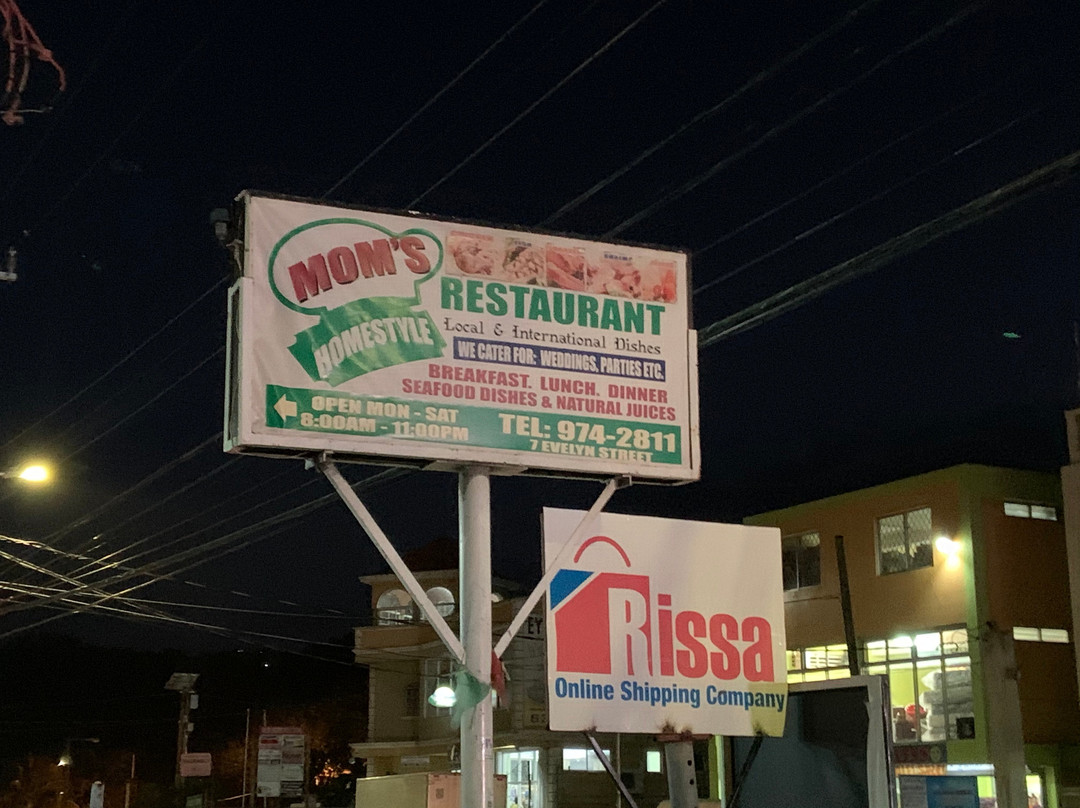 MOM'S
HOMESTYLE
RESTAURANT
Local & International Dishes
WE CATER FOR: WEDDINGS, PARTIES ETC.
BREAKFAST. LUNCH. DINNER
SEAFOOD DISHES & NATURAL JUICES
OPEN MON - SAT
8:00AM - 11:00PM
TEL: 974-2811
7 EVELYN STREET
Rissa
Online Shipping Company
EY